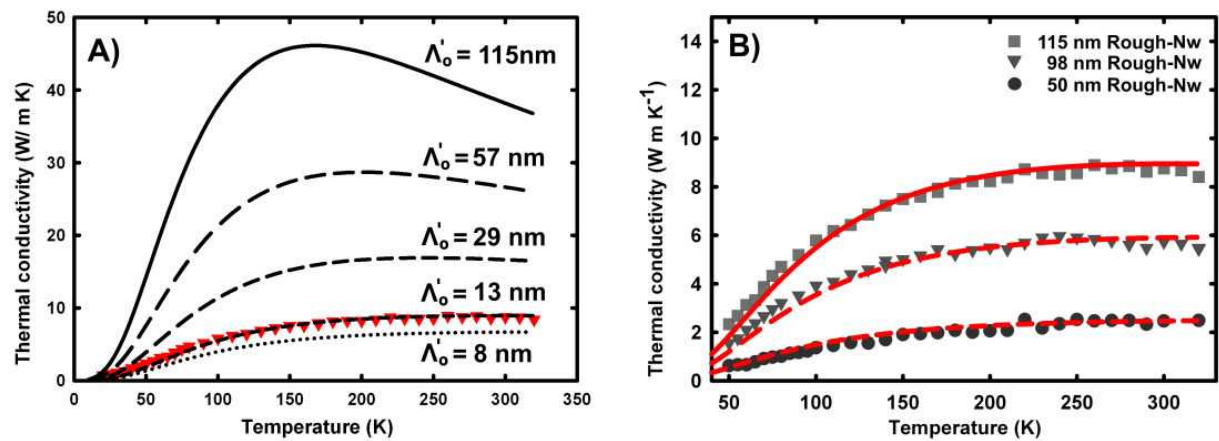 A)
Λ'o = 115nm
Λ'o = 57 nm
Λ'o = 29 nm
Λ'o = 13 nm
Λ'o = 8 nm
Thermal conductivity (W/ m K)
50
40
30
20
10
0
0 50 100 150 200 250 300 350
Temperature (K)
B)
115 nm Rough-Nw
98 nm Rough-Nw
50 nm Rough-Nw
Thermal conductivity (W m K⁻¹)
14
12
10
8
6
4
2
0
50 100 150 200 250 300
Temperature (K)